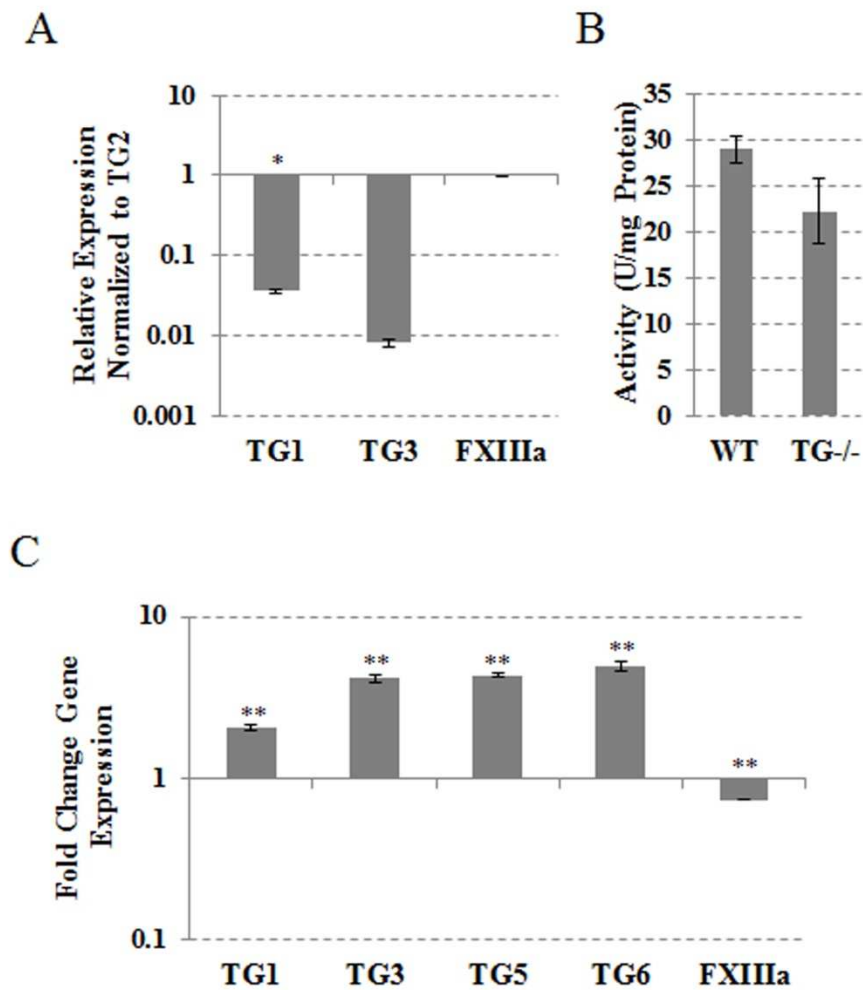 A
Relative Expression
Normalized to TG2
10
1
0.1
0.01
0.001
*
TG1 TG3 FXIIIa
B
Activity (U/mg Protein)
35
30
25
20
15
10
5
0
WT TG-/-
C
Fold Change Gene
Expression
10
1
0.1
** ** ** ** **
TG1 TG3 TG5 TG6 FXIIIa